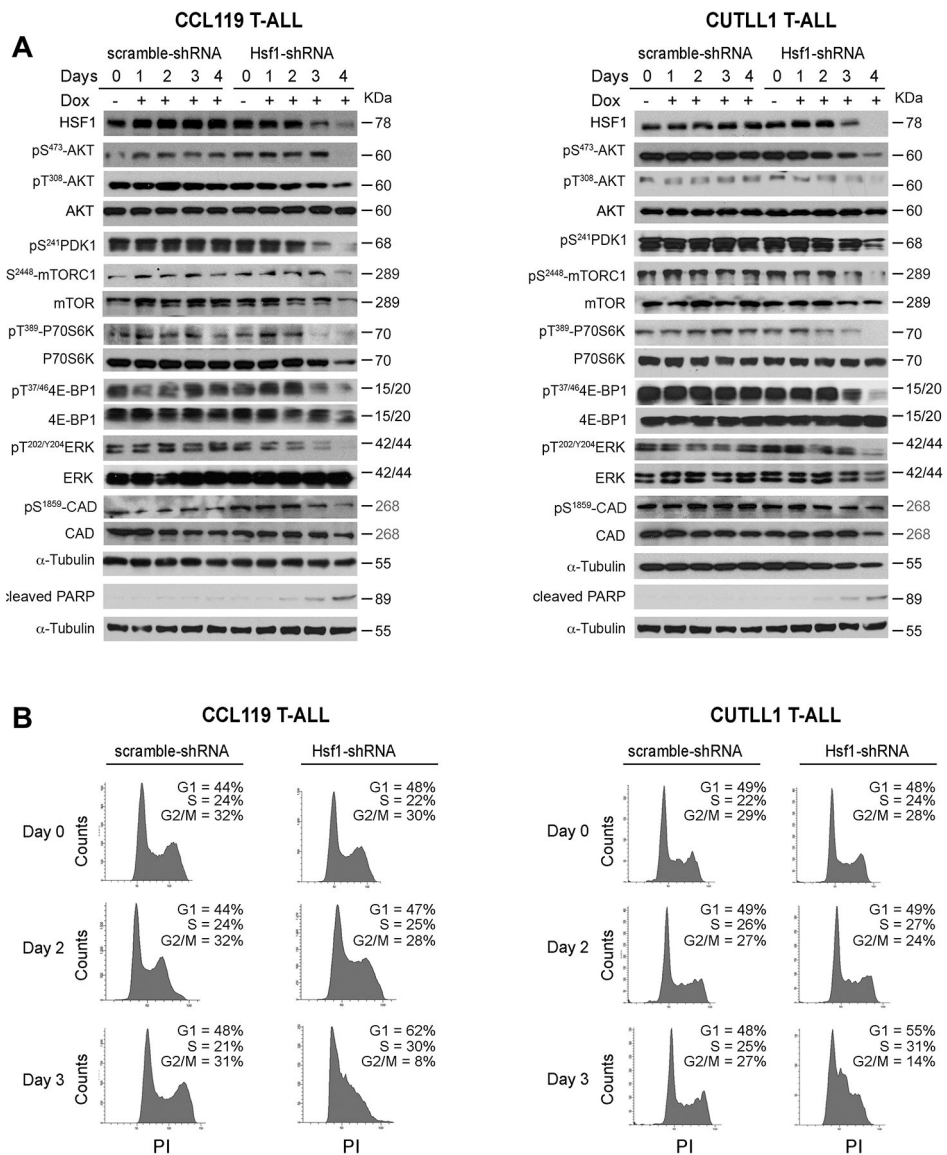 CCL119 T-ALL
CUTLL1 T-ALL
A
scramble-shRNA Hsf1-shRNA
Days 0 1 2 3 4 0 1 2 3 4
Dox - + + + + - + + + + KDa
HSF1 78
pS473-AKT 60
pT308-AKT 60
AKT 60
pS241PDK1 68
S2448-mTORC1 289
mTOR 289
pT389-P70S6K 70
P70S6K 70
pT37/464E-BP1 15/20
4E-BP1 15/20
pT202/Y204ERK 42/44
ERK 42/44
pS1859-CAD 268
CAD 268
α-Tubulin 55
cleaved PARP 89
α-Tubulin 55
scramble-shRNA Hsf1-shRNA
Days 0 1 2 3 4 0 1 2 3 4
Dox - + + + + - + + + + KDa
HSF1 78
pS473-AKT 60
pT308-AKT 60
AKT 60
pS241PDK1 68
pS2448-mTORC1 289
mTOR 289
pT389-P70S6K 70
P70S6K 70
pT37/464E-BP1 15/20
4E-BP1 15/20
pT202/Y204ERK 42/44
ERK 42/44
pS1859-CAD 268
CAD 268
α-Tubulin 55
cleaved PARP 89
α-Tubulin 55
B
CCL119 T-ALL
scramble-shRNA Hsf1-shRNA
Day 0
Counts
G1 = 44%
S = 24%
G2/M = 32%
G1 = 48%
S = 22%
G2/M = 30%
Day 2
Counts
G1 = 44%
S = 24%
G2/M = 32%
G1 = 47%
S = 25%
G2/M = 28%
Day 3
Counts
G1 = 48%
S = 21%
G2/M = 31%
G1 = 62%
S = 30%
G2/M = 8%
PI PI
CUTLL1 T-ALL
scramble-shRNA Hsf1-shRNA
Day 0
Counts
G1 = 49%
S = 22%
G2/M = 29%
G1 = 48%
S = 24%
G2/M = 28%
Day 2
Counts
G1 = 49%
S = 26%
G2/M = 27%
G1 = 49%
S = 27%
G2/M = 24%
Day 3
Counts
G1 = 48%
S = 25%
G2/M = 27%
G1 = 55%
S = 31%
G2/M = 14%
PI PI